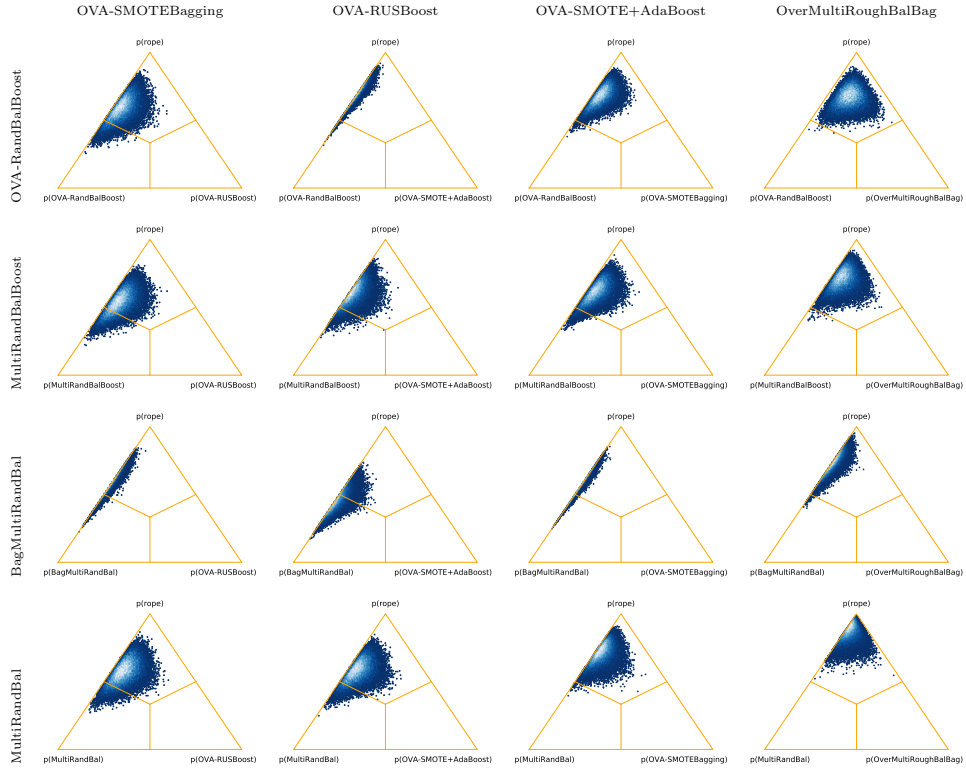 OVA-SMOTEBagging OVA-RUSBoost OVA-SMOTE+AdaBoost OverMultiRoughBalBag
OVA-RandBalBoost
p(rope) p(rope) p(rope) p(rope)
p(OVA-RandBalBoost) p(OVA-RUSBoost) p(OVA-RandBalBoost) p(OVA-SMOTE+AdaBoost) p(OVA-RandBalBoost) p(OVA-SMOTEBagging) p(OVA-RandBalBoost) p(OverMultiRoughBalBag)
MultiRandBalBoost
p(rope) p(rope) p(rope) p(rope)
p(MultiRandBalBoost) p(OVA-RUSBoost) p(MultiRandBalBoost) p(OVA-SMOTE+AdaBoost) p(MultiRandBalBoost) p(OVA-SMOTEBagging) p(MultiRandBalBoost) p(OverMultiRoughBalBag)
BagMultiRandBal
p(rope) p(rope) p(rope) p(rope)
p(BagMultiRandBal) p(OVA-RUSBoost) p(BagMultiRandBal) p(OVA-SMOTE+AdaBoost) p(BagMultiRandBal) p(OVA-SMOTEBagging) p(BagMultiRandBal) p(OverMultiRoughBalBag)
MultiRandBal
p(rope) p(rope) p(rope) p(rope)
p(MultiRandBal) p(OVA-RUSBoost) p(MultiRandBal) p(OVA-SMOTE+AdaBoost) p(MultiRandBal) p(OVA-SMOTEBagging) p(MultiRandBal) p(OverMultiRoughBalBag)